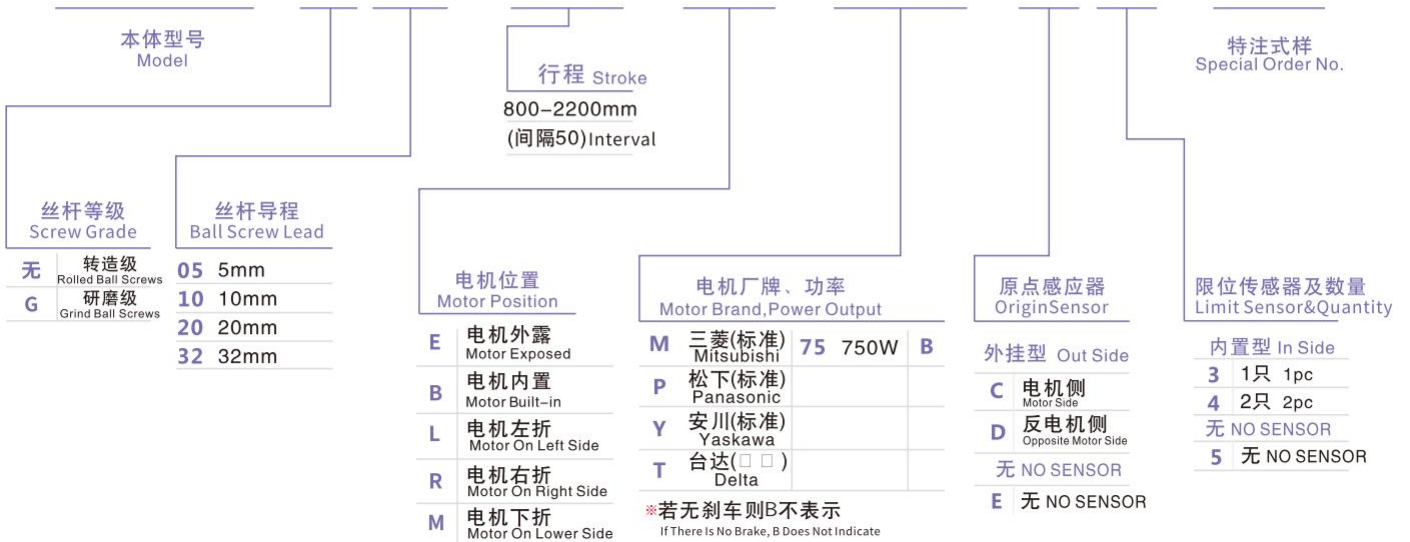 本体型号
Model
行程 Stroke
800-2200mm
(间隔50)Interval
特注式样
Special Order No.
丝杆等级
Screw Grade
无 转造级
Rolled Ball Screws
G 研磨级
Grind Ball Screws
丝杆导程
Ball Screw Lead
05 5mm
10 10mm
20 20mm
32 32mm
电机位置
Motor Position
E 电机外露
Motor Exposed
B 电机内置
Motor Built-in
L 电机左折
Motor On Left Side
R 电机右折
Motor On Right Side
M 电机下折
Motor On Lower Side
电机厂牌、功率
Motor Brand,Power Output
M 三菱(标准) 75 750W B
Mitsubishi
P 松下(标准)
Panasonic
Y 安川(标准)
Yaskawa
T 台达(□ □ )
Delta
※若无刹车则B不表示
If There Is No Brake, B Does Not Indicate
原点感应器
OriginSensor
外挂型 Out Side
C 电机侧
Motor Side
D 反电机侧
Opposite Motor Side
无 NO SENSOR
E 无 NO SENSOR
限位传感器及数量
Limit Sensor&Quantity
内置型 In Side
3 1只 1pc
4 2只 2pc
无 NO SENSOR
5 无 NO SENSOR